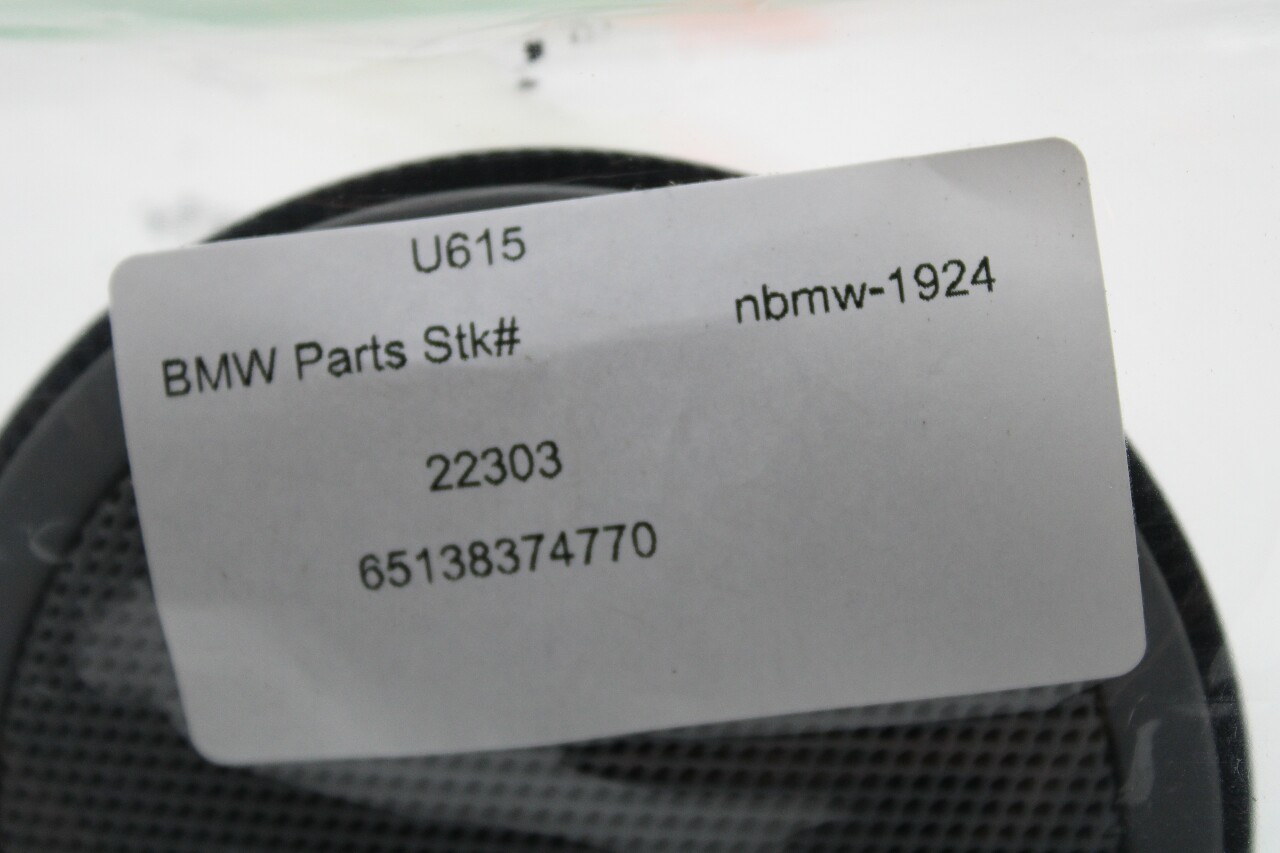 U615
BMW Parts Stk# nbmw-1924
22303
65138374770